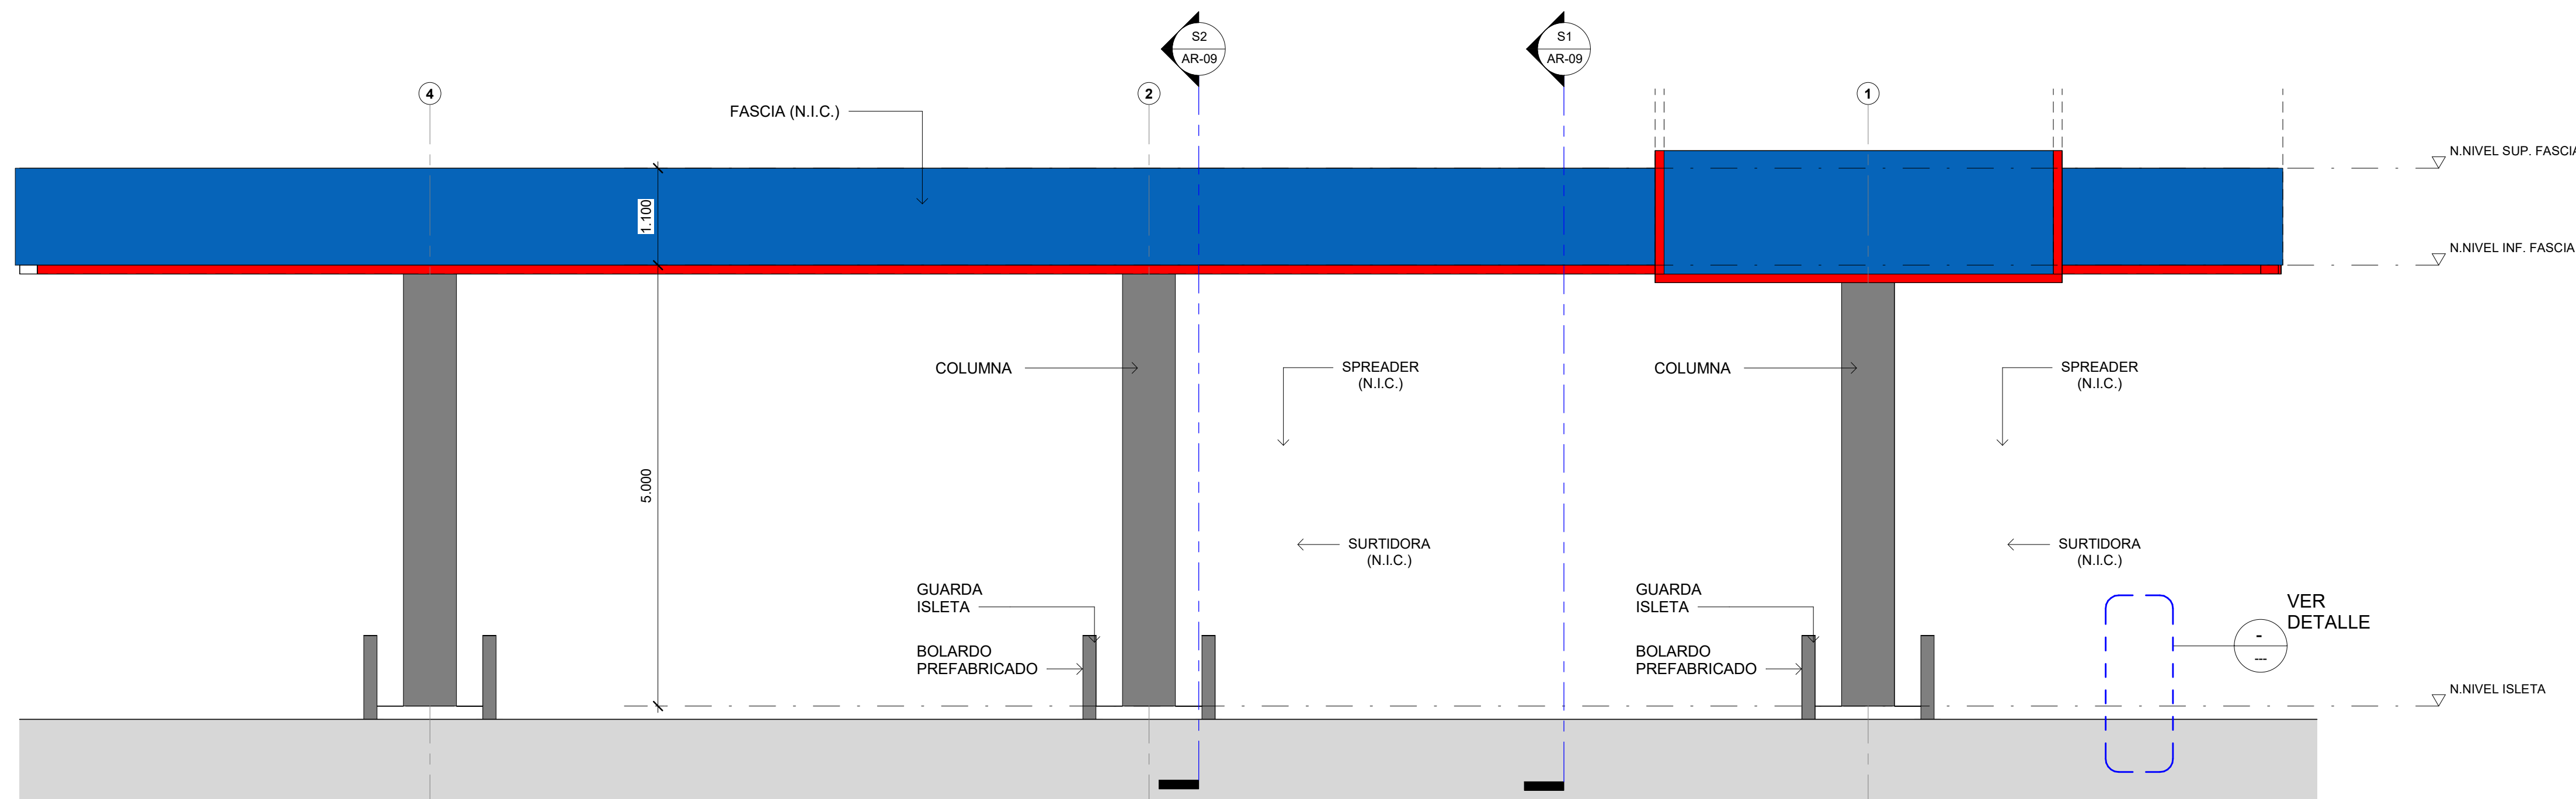 S2
AR-09
S1
AR-09
4
2
1
FASCIA (N.I.C.)
N.NIVEL SUP. FASCIA
1.100
N.NIVEL INF. FASCIA
COLUMNA
SPREADER
(N.I.C.)
COLUMNA
SPREADER
(N.I.C.)
5.000
SURTIDORA
(N.I.C.)
SURTIDORA
(N.I.C.)
GUARDA
ISLETA
BOLARDO
PREFABRICADO
GUARDA
ISLETA
BOLARDO
PREFABRICADO
VER
DETALLE
-
---
N.NIVEL ISLETA